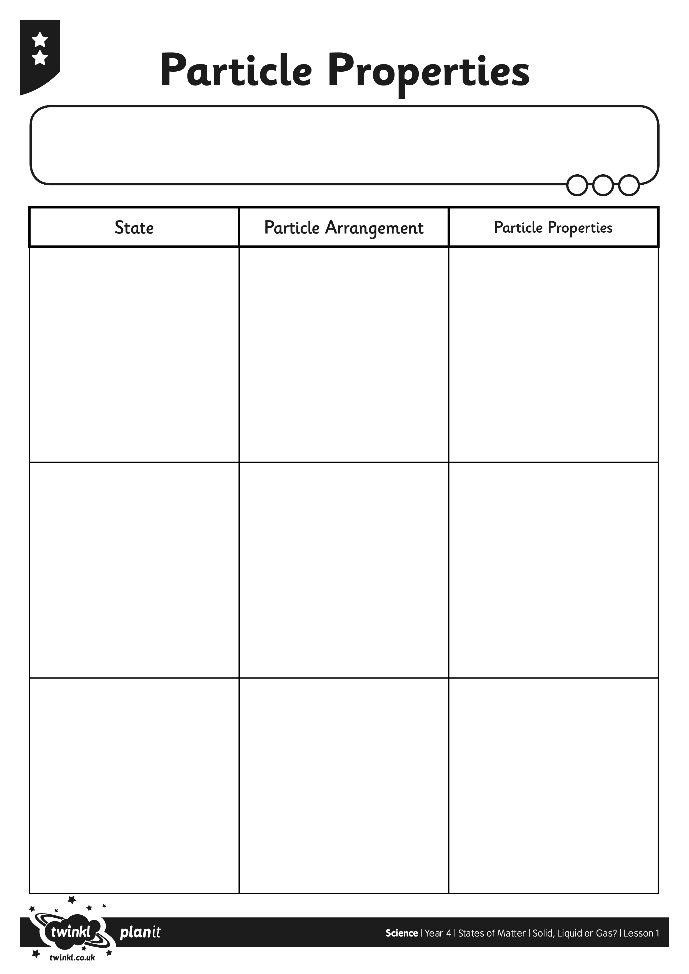 Particle Properties
State
Particle Arrangement
Particle Properties
twinkl
planit
twinkl.co.uk
Science | Year 4 | States of Matter | Solid, Liquid or Gas? | Lesson 1